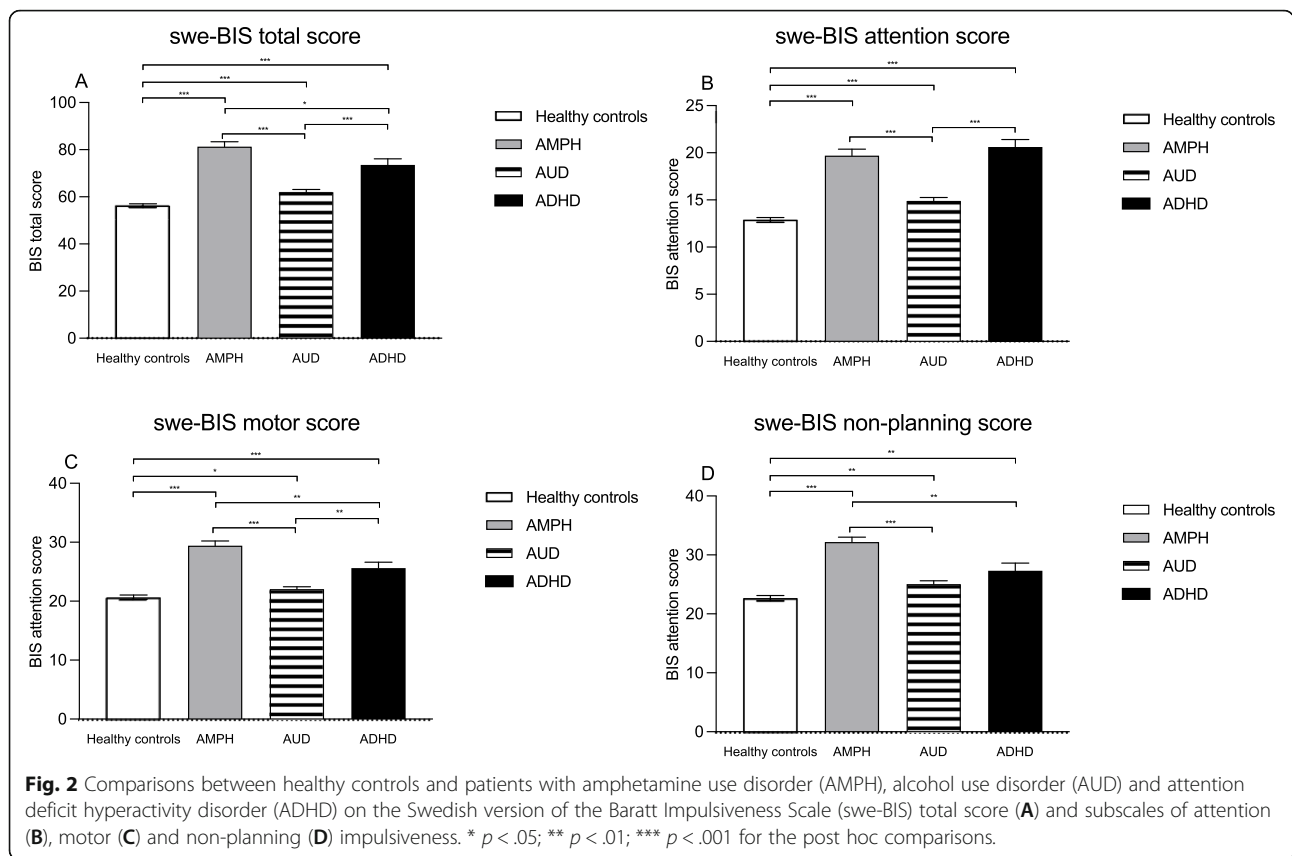 swe-BIS total score
A
***
***
***
*
***
***
BIS total score
100
80
60
40
20
0
Healthy controls AMPH AUD ADHD
Healthy controls
AMPH
AUD
ADHD
swe-BIS attention score
B
***
***
***
***
***
BIS attention score
25
20
15
10
5
0
Healthy controls AMPH AUD ADHD
Healthy controls
AMPH
AUD
ADHD
swe-BIS motor score
C
***
*
***
**
**
***
BIS attention score
40
30
20
10
0
Healthy controls AMPH AUD ADHD
Healthy controls
AMPH
AUD
ADHD
swe-BIS non-planning score
D
**
**
***
**
***
BIS attention score
40
30
20
10
0
Healthy controls AMPH AUD ADHD
Healthy controls
AMPH
AUD
ADHD
Fig. 2 Comparisons between healthy controls and patients with amphetamine use disorder (AMPH), alcohol use disorder (AUD) and attention
deficit hyperactivity disorder (ADHD) on the Swedish version of the Baratt Impulsiveness Scale (swe-BIS) total score (A) and subscales of attention
(B), motor (C) and non-planning (D) impulsiveness. * p < .05; ** p < .01; *** p < .001 for the post hoc comparisons.